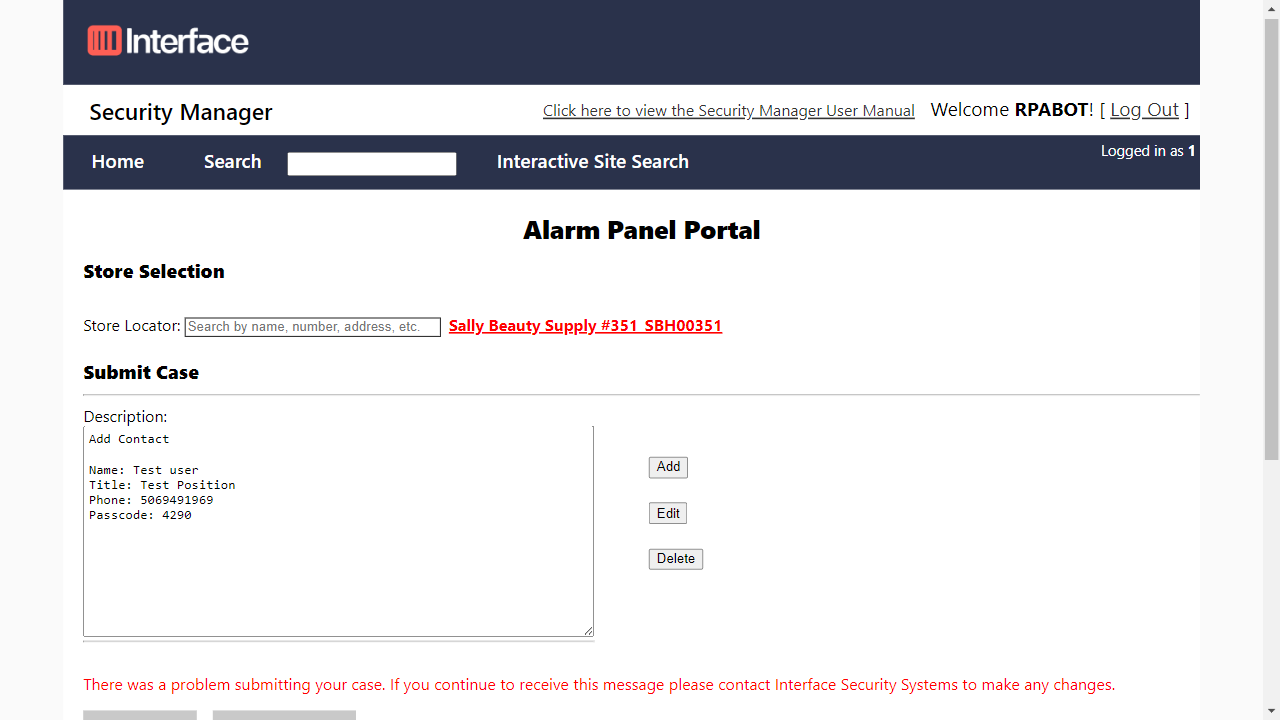 Interface
Security Manager
Click here to view the Security Manager User Manual Welcome RPABOT! [ Log Out ]
Home Search Interactive Site Search Logged in as 1
Alarm Panel Portal
Store Selection
Store Locator: Search by name, number, address, etc. Sally Beauty Supply #351 SBH00351
Submit Case
Description:
Add Contact
Name: Test user
Title: Test Position
Phone: 5069491969
Passcode: 4290
Add
Edit
Delete
There was a problem submitting your case. If you continue to receive this message please contact Interface Security Systems to make any changes.